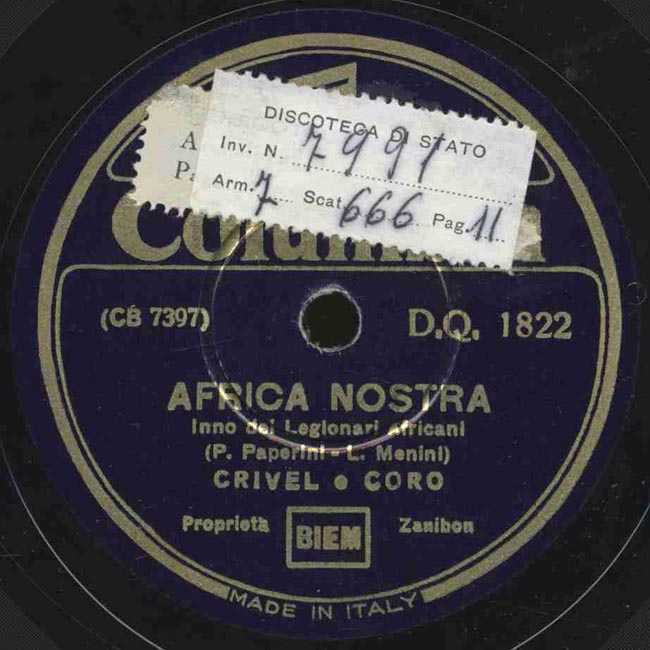 DISCOTECA DI STATO
Inv. N. 7991
Arm. 7 Scat. 666 Pag. 11
A
Pa
Columbia
(CB 7397) D.Q. 1822
AFRICA NOSTRA
Inno dei Legionari Africani
(P. Paperini - L. Menini)
CRIVEL e CORO
Proprietà BIEM Zanibon
MADE IN ITALY